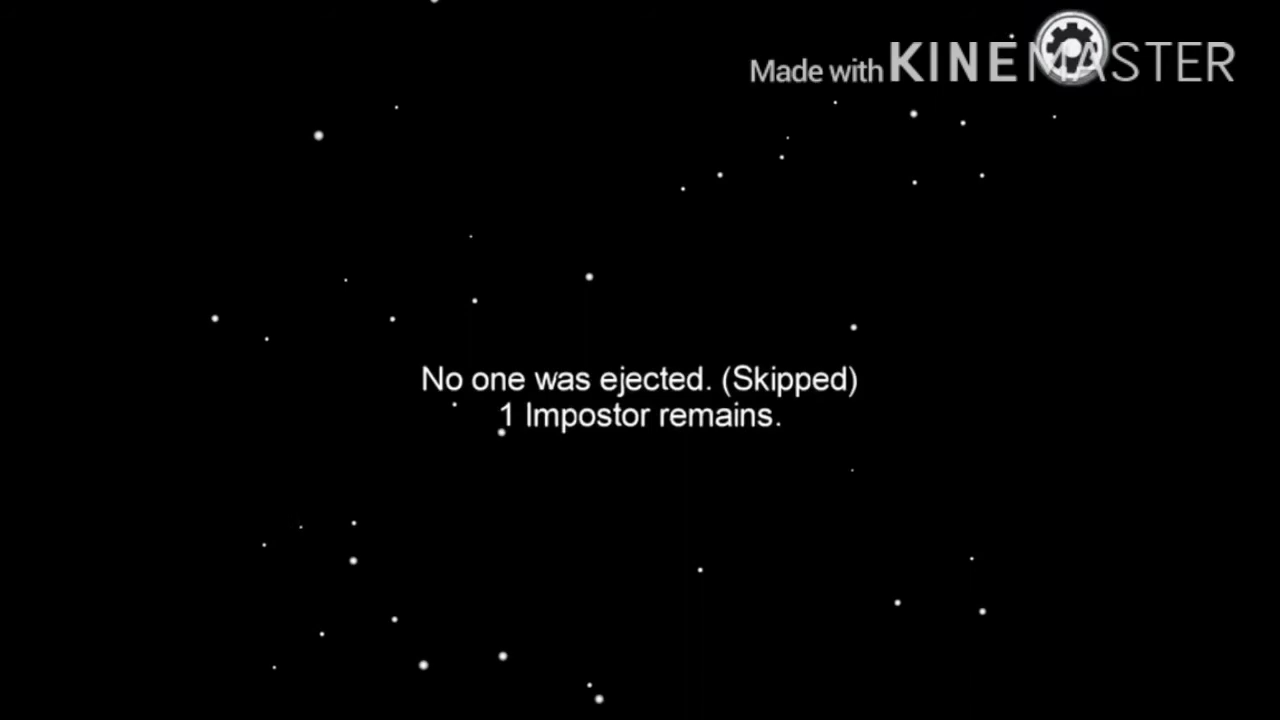 Made with KINEMASTER
No one was ejected. (Skipped)
1 Impostor remains.